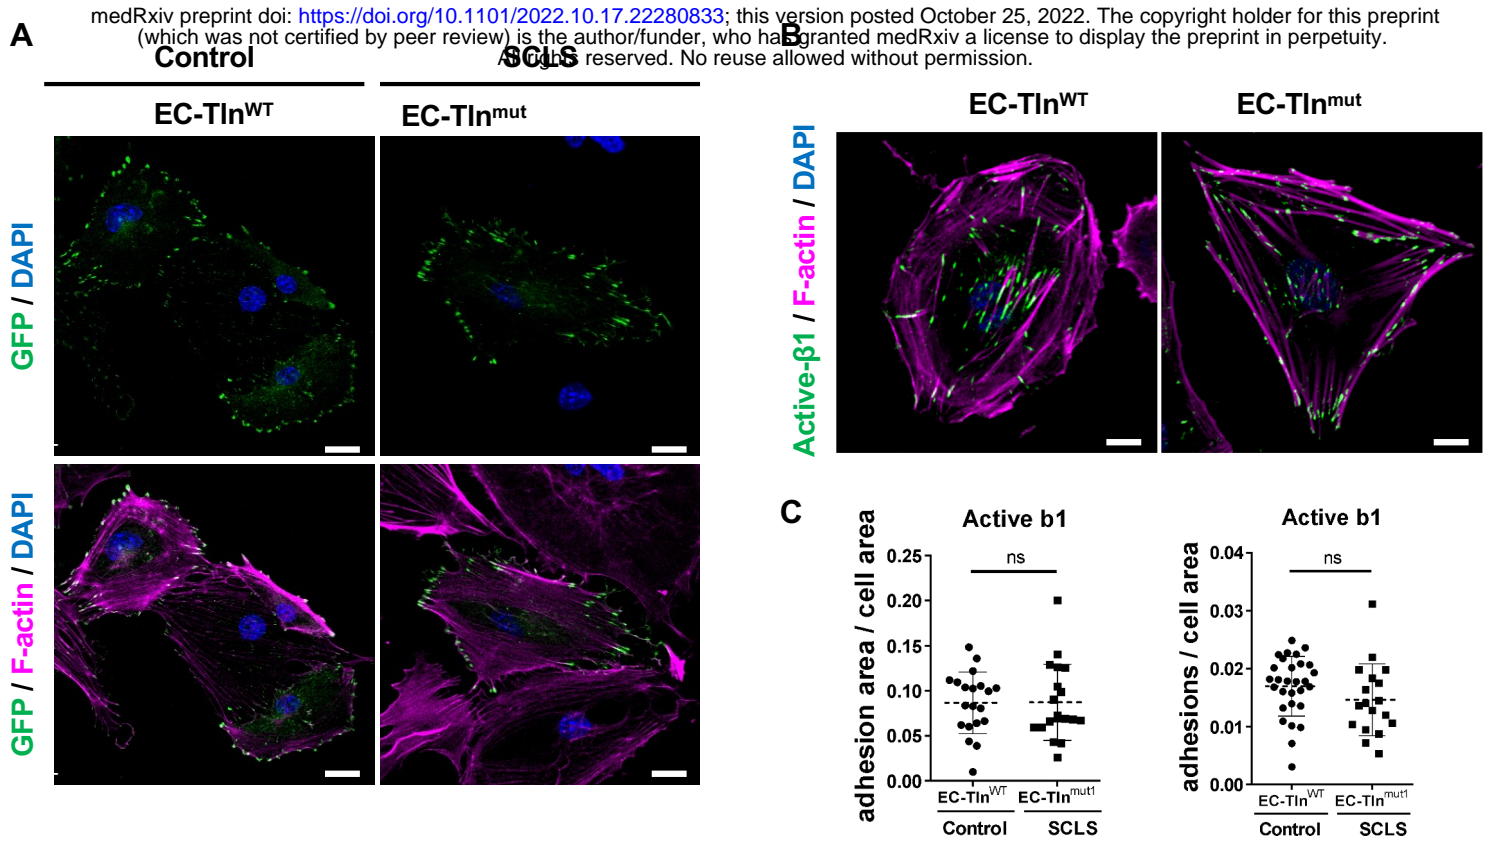 medRxiv preprint doi: https://doi.org/10.1101/2022.10.17.22280833; this version posted October 25, 2022. The copyright holder for this preprint
(which was not certified by peer review) is the author/funder, who has granted medRxiv a license to display the preprint in perpetuity.
All rights reserved. No reuse allowed without permission.
A
Control
SCLS
EC-Tln^WT
EC-Tln^mut
GFP / DAPI
GFP / F-actin / DAPI
B
EC-Tln^WT
EC-Tln^mut
Active-β1 / F-actin / DAPI
C
Active b1
adhesion area / cell area
0.25
0.20
0.15
0.10
0.05
0.00
ns
EC-Tln^WT
EC-Tln^mut1
Control
SCLS
Active b1
adhesions / cell area
0.04
0.03
0.02
0.01
0.00
ns
EC-Tln^WT
EC-Tln^mut1
Control
SCLS